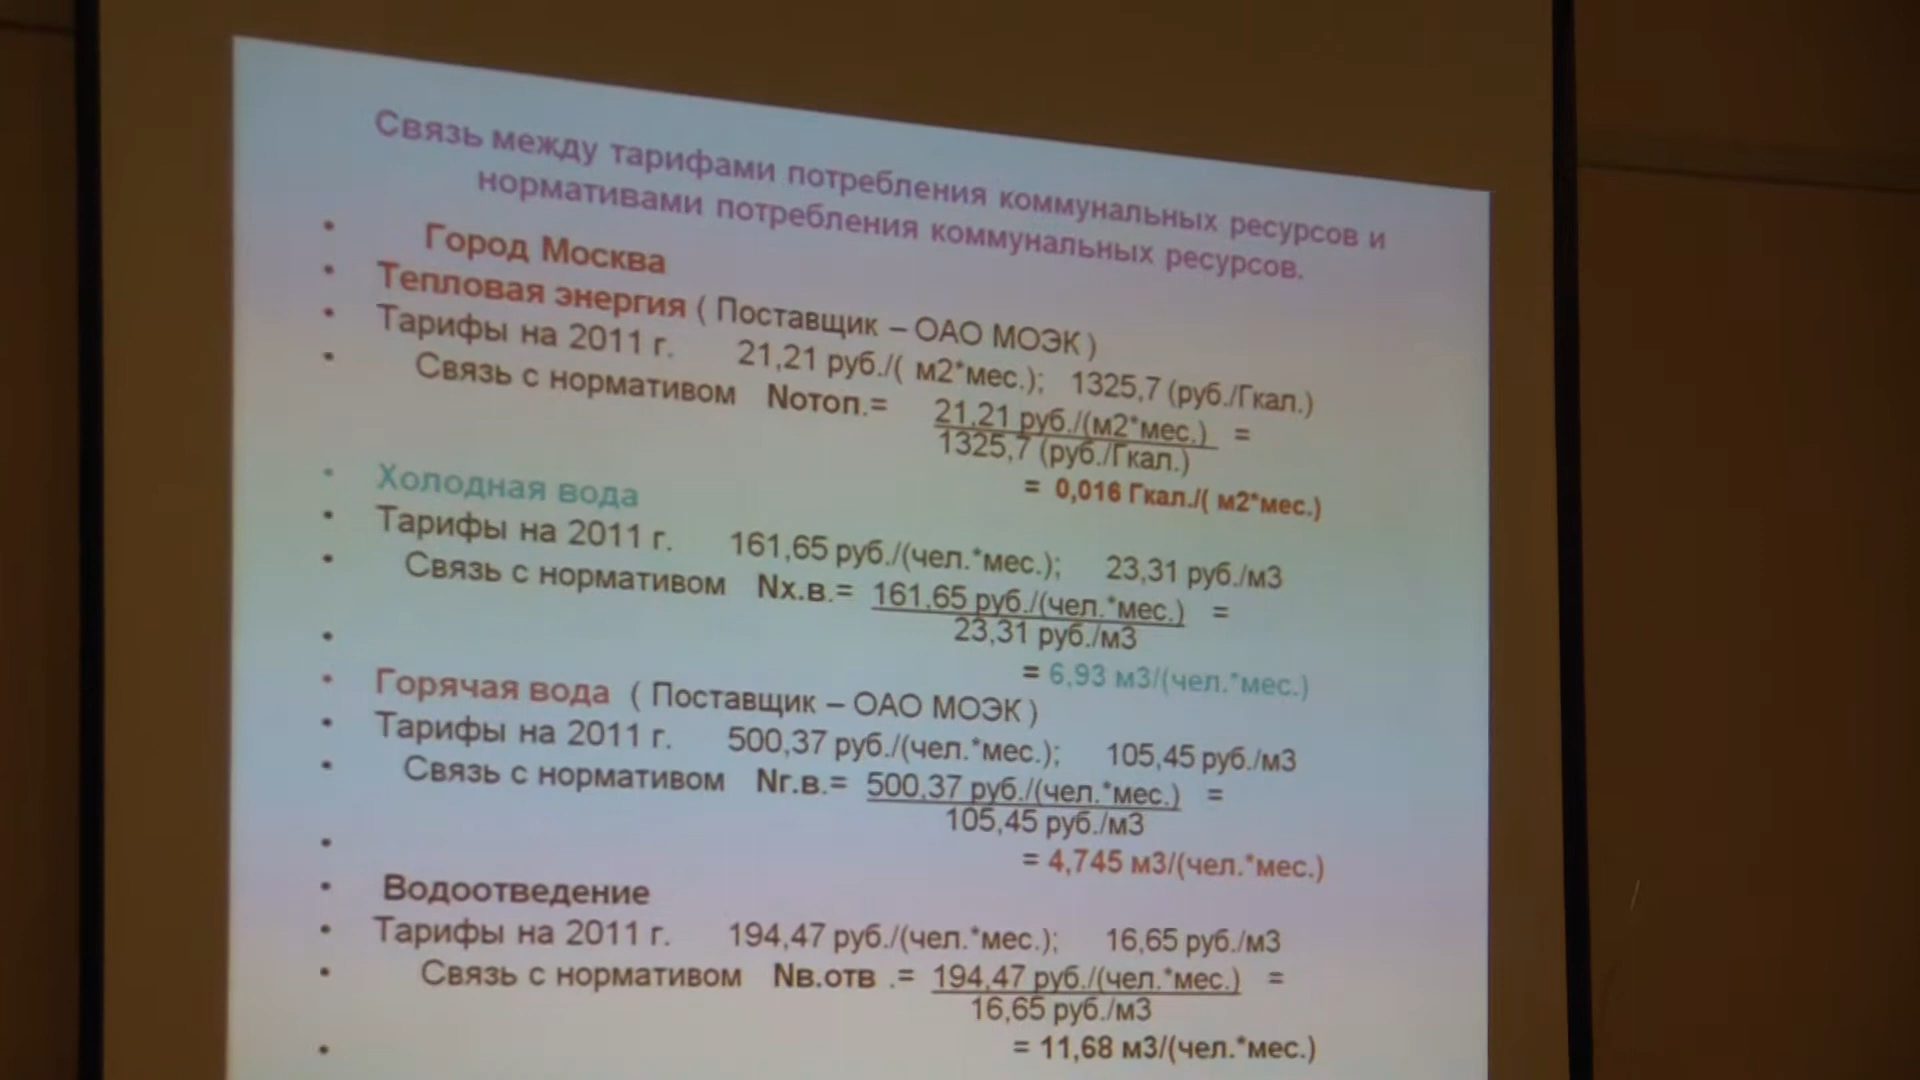 Связь между тарифами потребления коммунальных ресурсов и
нормативами потребления коммунальных ресурсов.
• Город Москва
• Тепловая энергия ( Поставщик – ОАО МОЭК )
• Тарифы на 2011 г. 21,21 руб./( м2*мес.); 1325,7 (руб./Гкал.)
• Связь с нормативом Nотоп.= 21,21 руб./(м2*мес.) =
1325,7 (руб./Гкал.)
= 0,016 Гкал./( м2*мес.)
• Холодная вода
• Тарифы на 2011 г. 161,65 руб./(чел.*мес.); 23,31 руб./м3
• Связь с нормативом Nх.в.= 161,65 руб./(чел.*мес.) =
23,31 руб./м3
• = 6,93 м3/(чел.*мес.)
• Горячая вода ( Поставщик – ОАО МОЭК )
• Тарифы на 2011 г. 500,37 руб./(чел.*мес.); 105,45 руб./м3
• Связь с нормативом Nг.в.= 500,37 руб./(чел.*мес.) =
105,45 руб./м3
• = 4,745 м3/(чел.*мес.)
• Водоотведение
• Тарифы на 2011 г. 194,47 руб./(чел.*мес.); 16,65 руб./м3
• Связь с нормативом Nв.отв .= 194,47 руб./(чел.*мес.) =
16,65 руб./м3
• = 11,68 м3/(чел.*мес.)